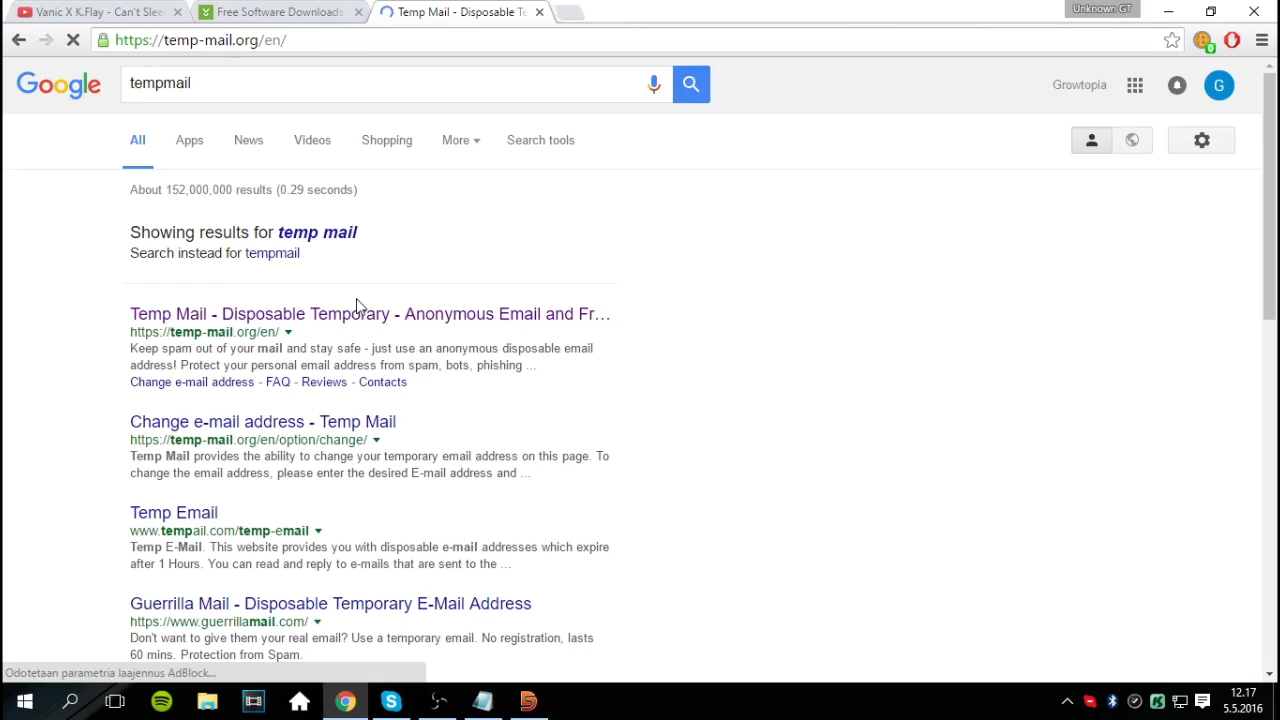 Vanic X K.Flay - Can't Slee
Free Software Downloads
Temp Mail - Disposable Te
Unknown GT
https://temp-mail.org/en/
0
Google
tempmail
Growtopia
G
All
Apps
News
Videos
Shopping
More
Search tools
About 152,000,000 results (0.29 seconds)
Showing results for temp mail
Search instead for tempmail
Temp Mail - Disposable Temporary - Anonymous Email and Fr...
https://temp-mail.org/en/
Keep spam out of your mail and stay safe - just use an anonymous disposable email
address! Protect your personal email address from spam, bots, phishing ...
Change e-mail address - FAQ - Reviews - Contacts
Change e-mail address - Temp Mail
https://temp-mail.org/en/option/change/
Temp Mail provides the ability to change your temporary email address on this page. To
change the email address, please enter the desired E-mail address and ...
Temp Email
www.tempail.com/temp-email
Temp E-Mail. This website provides you with disposable e-mail addresses which expire
after 1 Hours. You can read and reply to e-mails that are sent to the ...
Guerrilla Mail - Disposable Temporary E-Mail Address
https://www.guerrillamail.com/
Don't want to give them your real email? Use a temporary email. No registration, lasts
60 mins. Protection from Spam.
Odotetaan parametria laajennus AdBlock...
12.17
5.5.2016